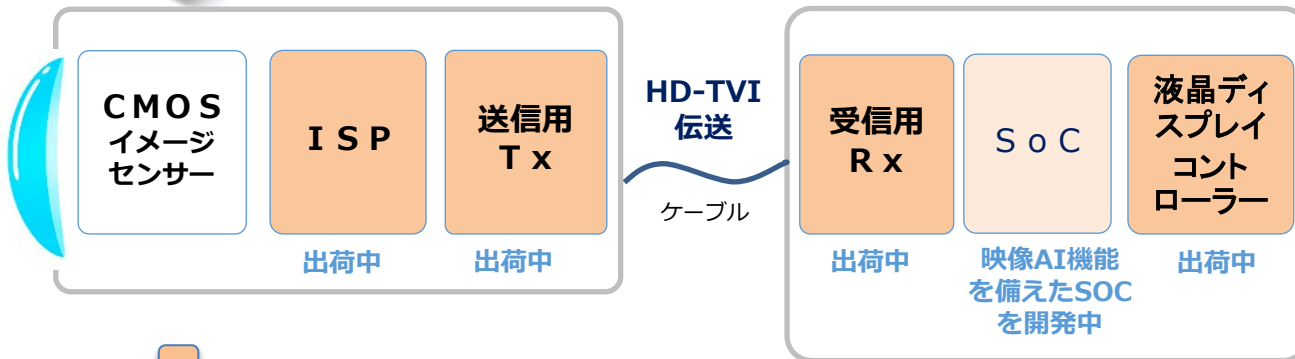 ＣＭＯＳ
イメージ
センサー
ＩＳＰ
送信用
Ｔｘ
HD-TVI
伝送
ケーブル
受信用
Ｒｘ
ＳｏＣ
液晶ディ
スプレイ
コント
ローラー
出荷中
出荷中
出荷中
映像AI機能
を備えたSOC
を開発中
出荷中